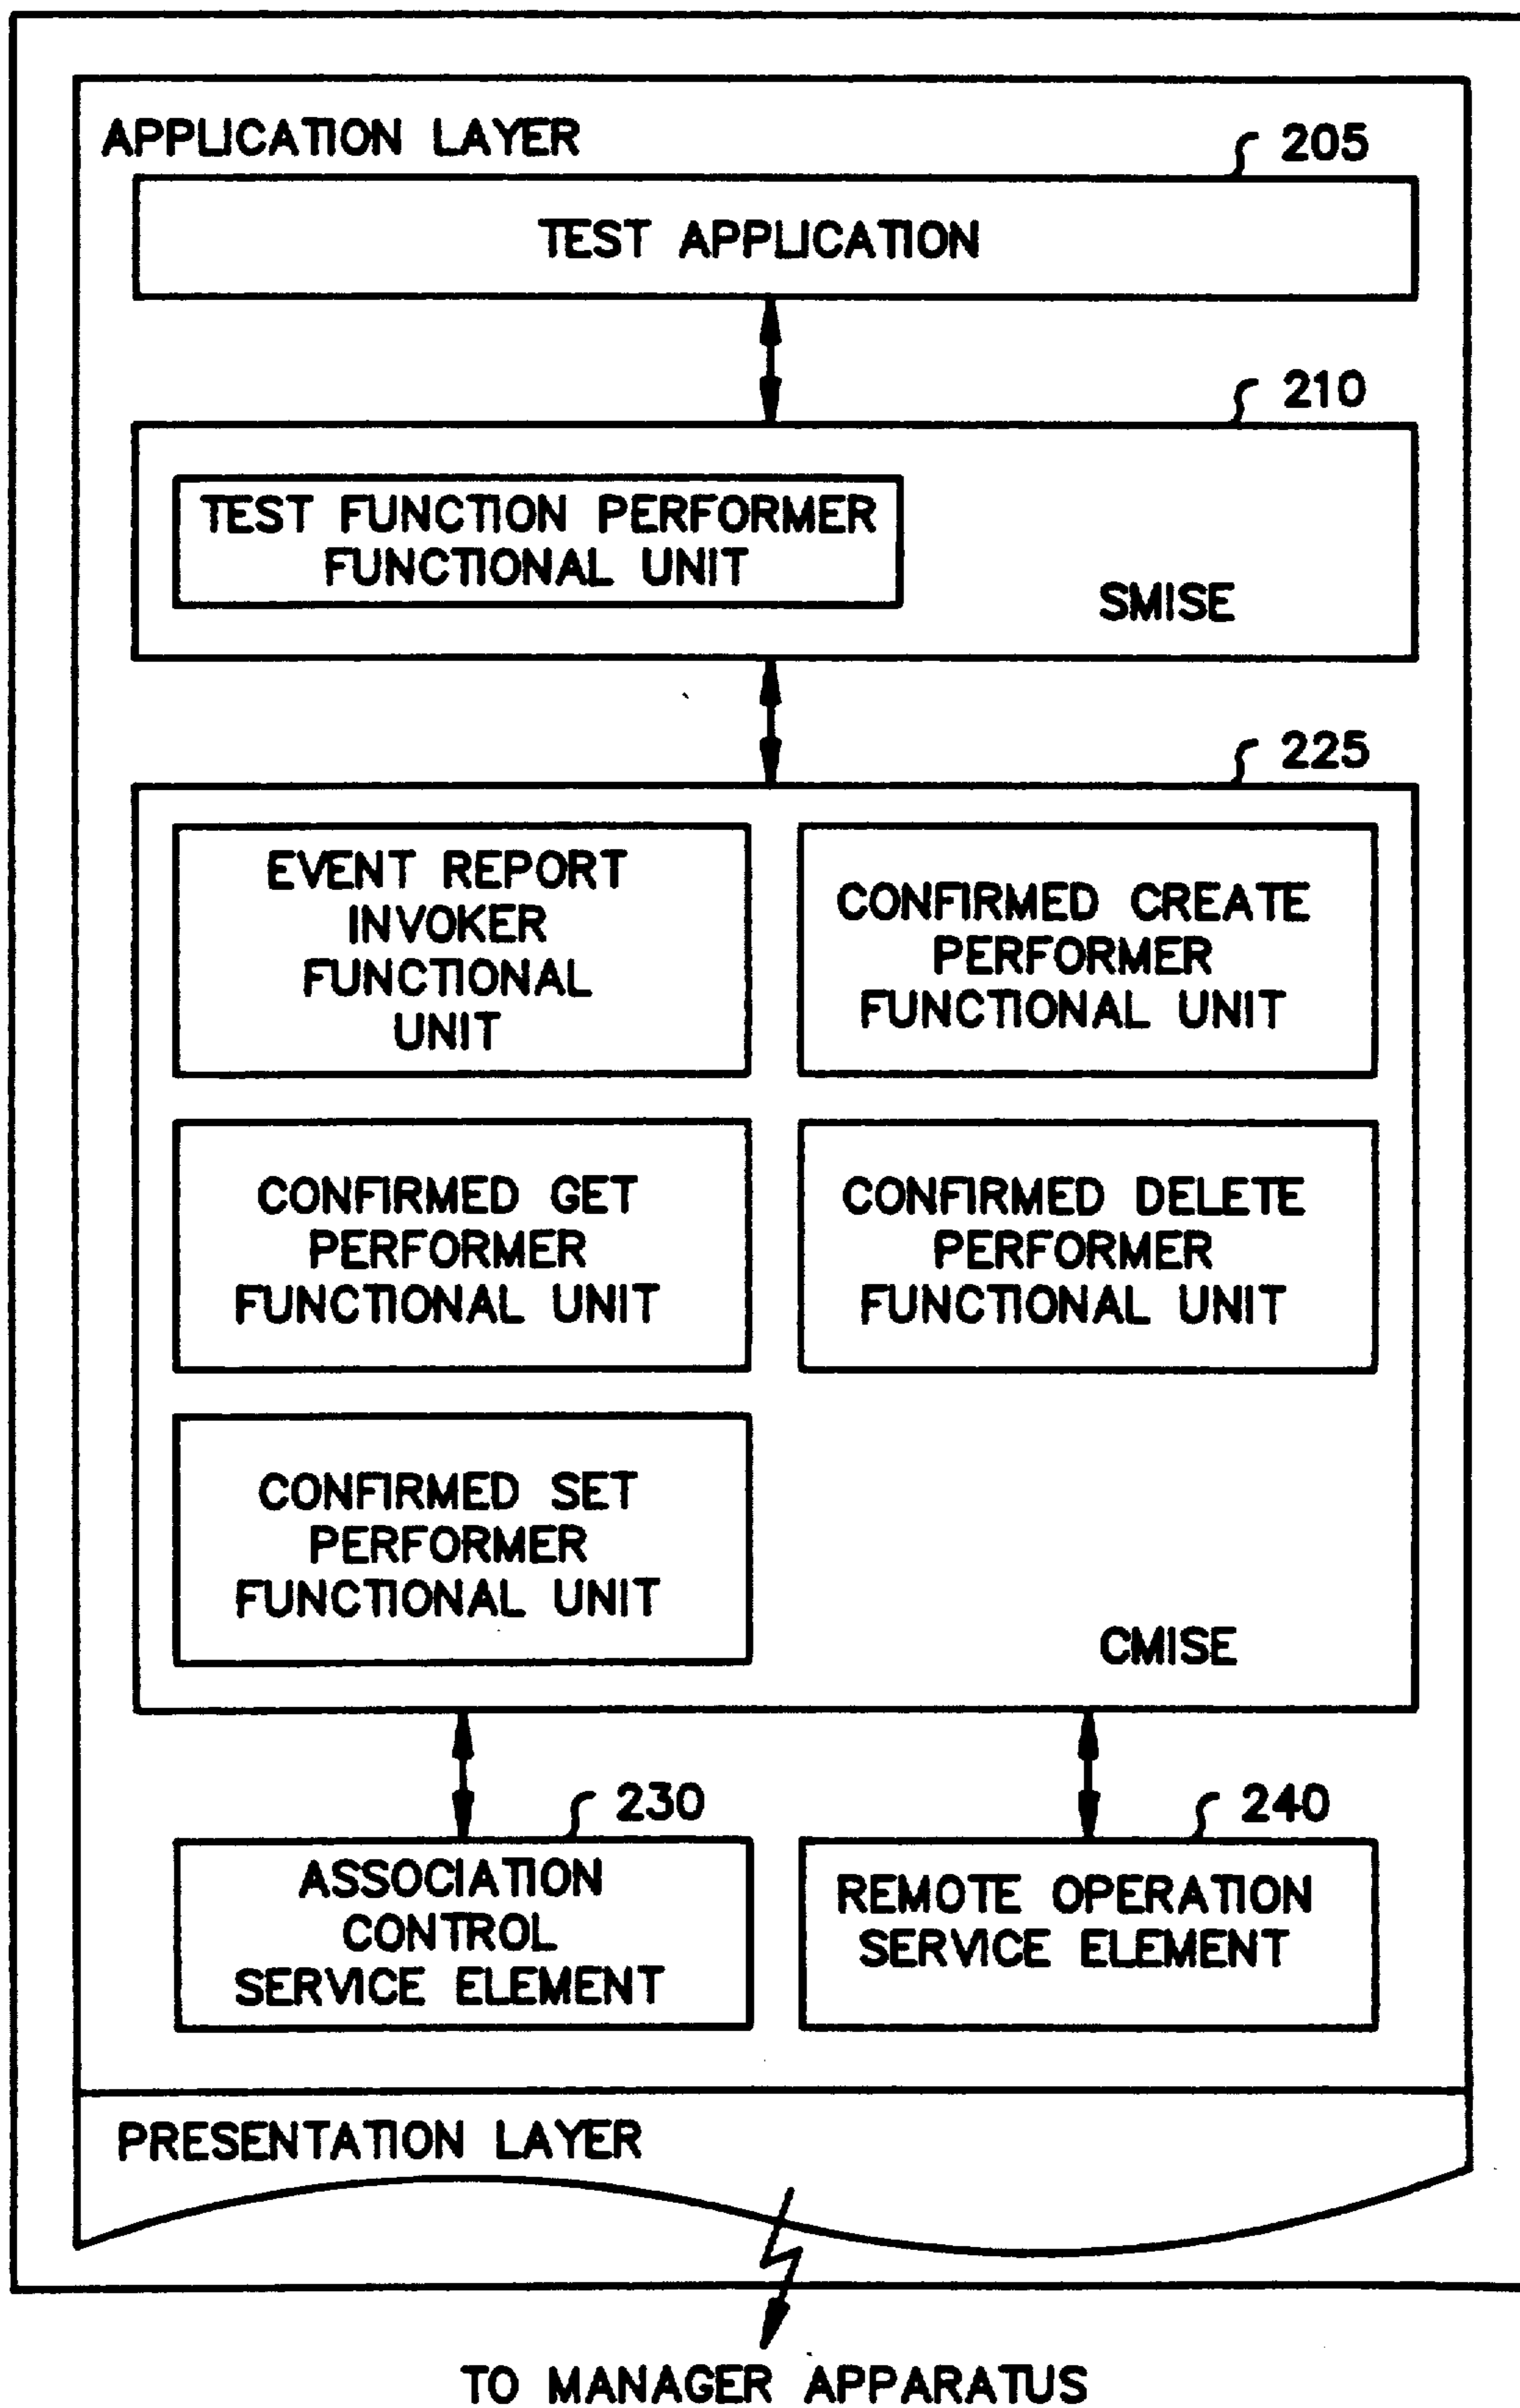 APPLICATION LAYER
205
TEST APPLICATION
210
TEST FUNCTION PERFORMER
FUNCTIONAL UNIT
SMISE
225
EVENT REPORT
INVOKER
FUNCTIONAL
UNIT
CONFIRMED CREATE
PERFORMER
FUNCTIONAL UNIT
CONFIRMED GET
PERFORMER
FUNCTIONAL UNIT
CONFIRMED DELETE
PERFORMER
FUNCTIONAL UNIT
CONFIRMED SET
PERFORMER
FUNCTIONAL UNIT
CMISE
230
ASSOCIATION
CONTROL
SERVICE ELEMENT
240
REMOTE OPERATION
SERVICE ELEMENT
PRESENTATION LAYER
TO MANAGER APPARATUS